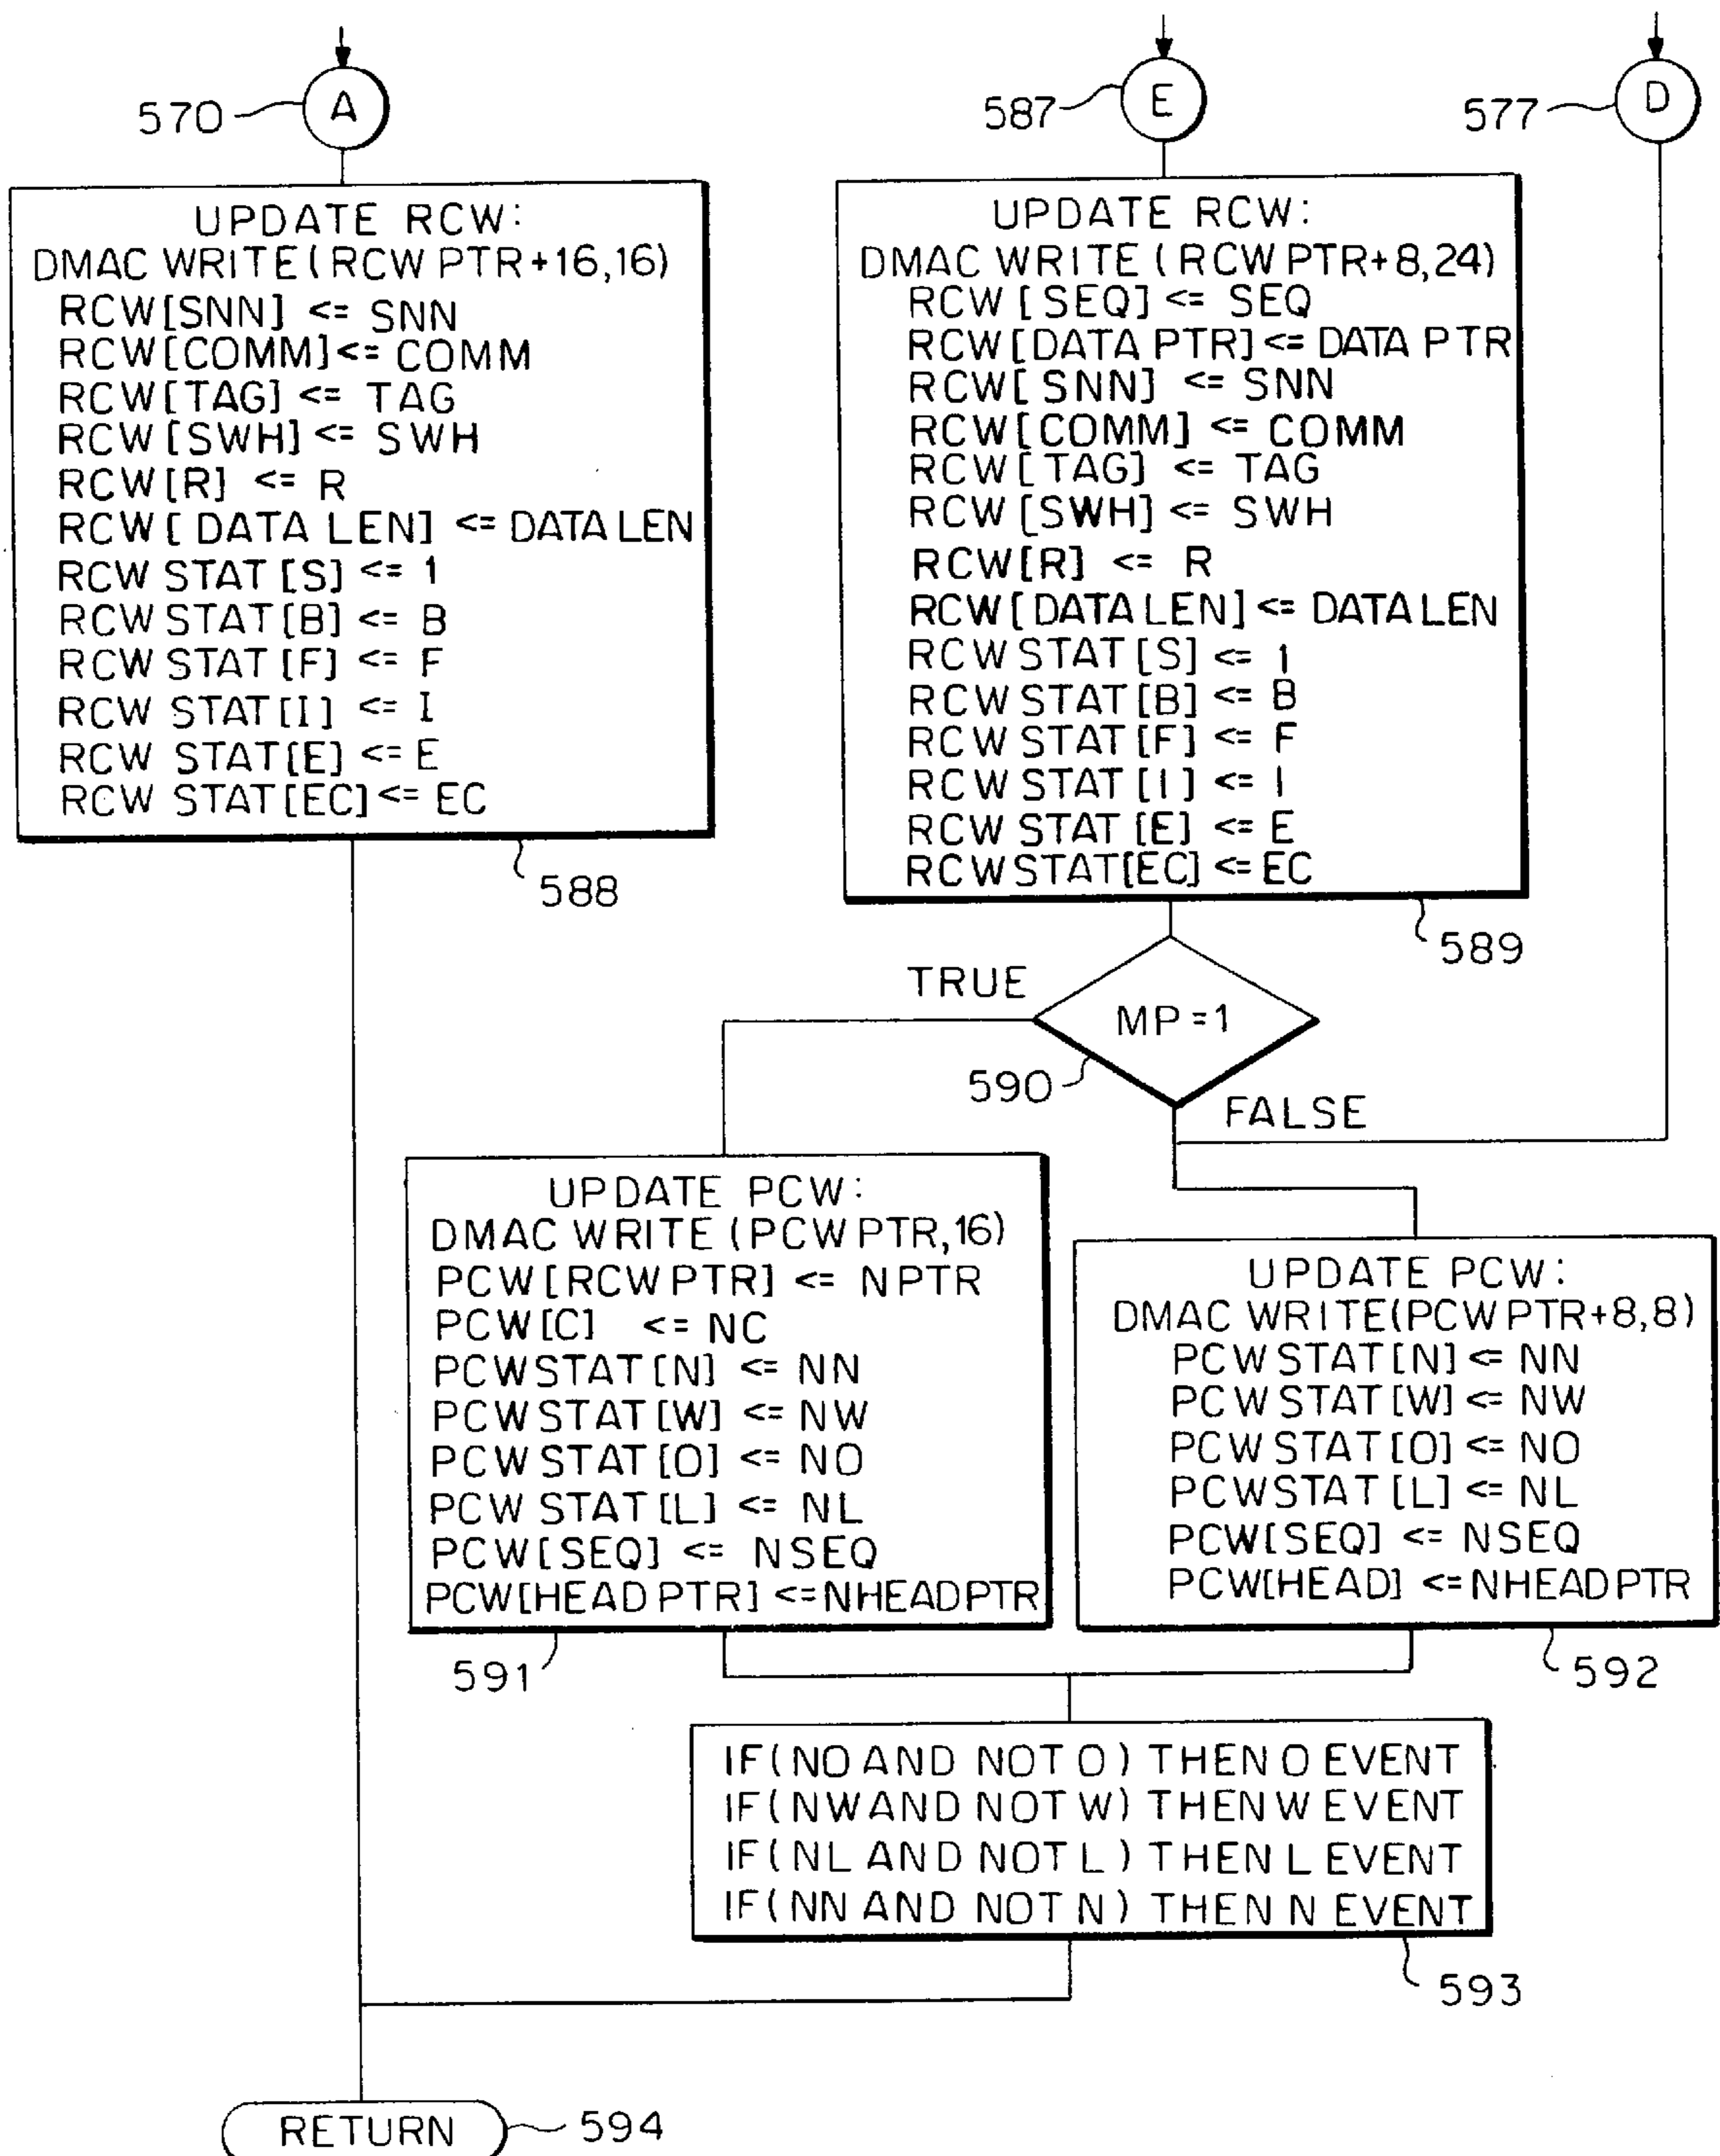 570
A
587
E
577
D
UPDATE RCW:
DMAC WRITE(RCW PTR+16,16)
RCW[SNN] <= SNN
RCW[COMM] <= COMM
RCW[TAG] <= TAG
RCW[SWH] <= SWH
RCW[R] <= R
RCW[DATA LEN] <= DATA LEN
RCW STAT[S] <= 1
RCW STAT[B] <= B
RCW STAT[F] <= F
RCW STAT[I] <= I
RCW STAT[E] <= E
RCW STAT[EC] <= EC
588
UPDATE RCW:
DMAC WRITE (RCW PTR+8,24)
RCW[SEQ] <= SEQ
RCW[DATA PTR] <= DATA PTR
RCW[SNN] <= SNN
RCW[COMM] <= COMM
RCW[TAG] <= TAG
RCW[SWH] <= SWH
RCW[R] <= R
RCW[DATA LEN] <= DATA LEN
RCW STAT[S] <= 1
RCW STAT[B] <= B
RCW STAT[F] <= F
RCW STAT[I] <= I
RCW STAT[E] <= E
RCW STAT[EC] <= EC
589
TRUE
MP=1
590
FALSE
UPDATE PCW:
DMAC WRITE (PCW PTR,16)
PCW[RCW PTR] <= NPTR
PCW[C] <= NC
PCW STAT[N] <= NN
PCW STAT[W] <= NW
PCW STAT[O] <= NO
PCW STAT[L] <= NL
PCW[SEQ] <= NSEQ
PCW[HEAD PTR] <= NHEADPTR
591
UPDATE PCW:
DMAC WRITE(PCW PTR+8,8)
PCW STAT[N] <= NN
PCW STAT[W] <= NW
PCW STAT[O] <= NO
PCW STAT[L] <= NL
PCW[SEQ] <= NSEQ
PCW[HEAD] <= NHEADPTR
592
IF(NO AND NOT O) THEN O EVENT
IF(NW AND NOT W) THEN W EVENT
IF(NL AND NOT L) THEN L EVENT
IF(NN AND NOT N) THEN N EVENT
593
RETURN
594